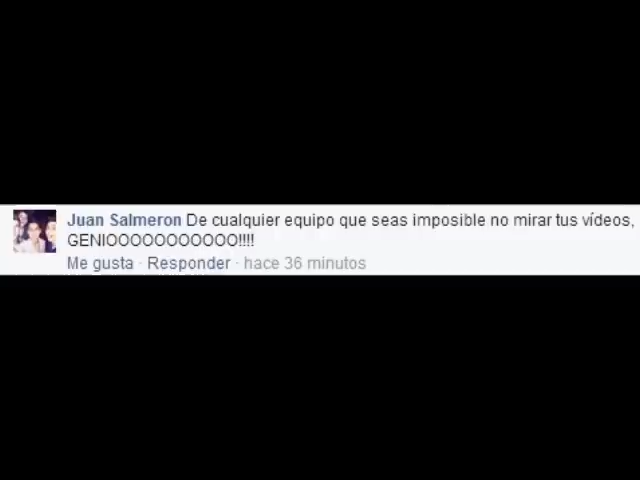 Juan Salmeron De cualquier equipo que seas imposible no mirar tus vídeos,
GENIOOOOOOOOOOO!!!!
Me gusta · Responder · hace 36 minutos